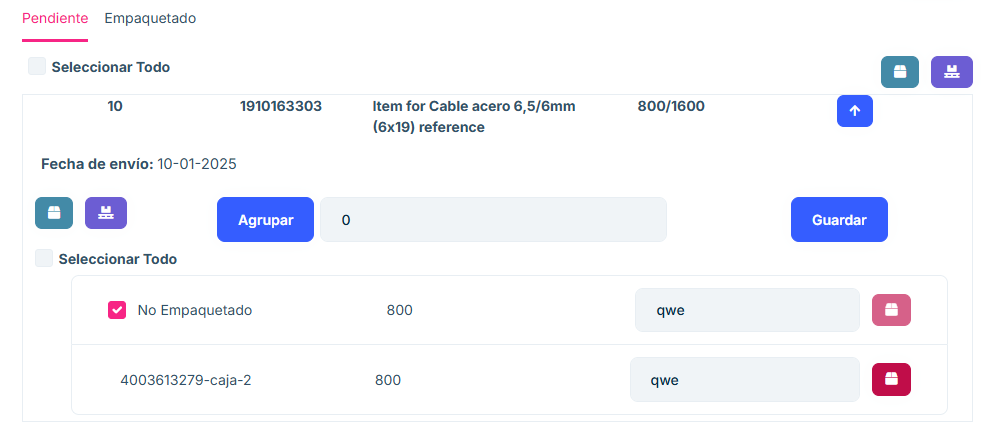 Pendiente Empaquetado
Seleccionar Todo
10 1910163303 Item for Cable acero 6,5/6mm 800/1600
(6x19) reference
Fecha de envío: 10-01-2025
Agrupar 0 Guardar
Seleccionar Todo
No Empaquetado 800 qwe
4003613279-caja-2 800 qwe